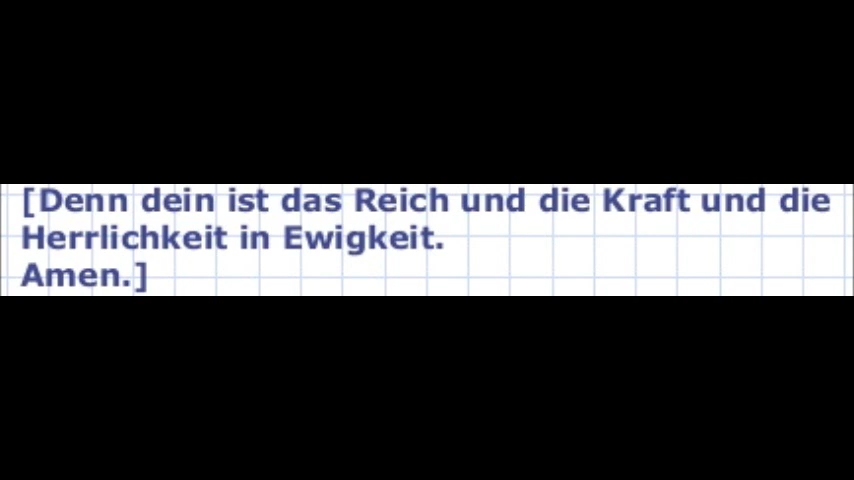 [Denn dein ist das Reich und die Kraft und die
Herrlichkeit in Ewigkeit.
Amen.]